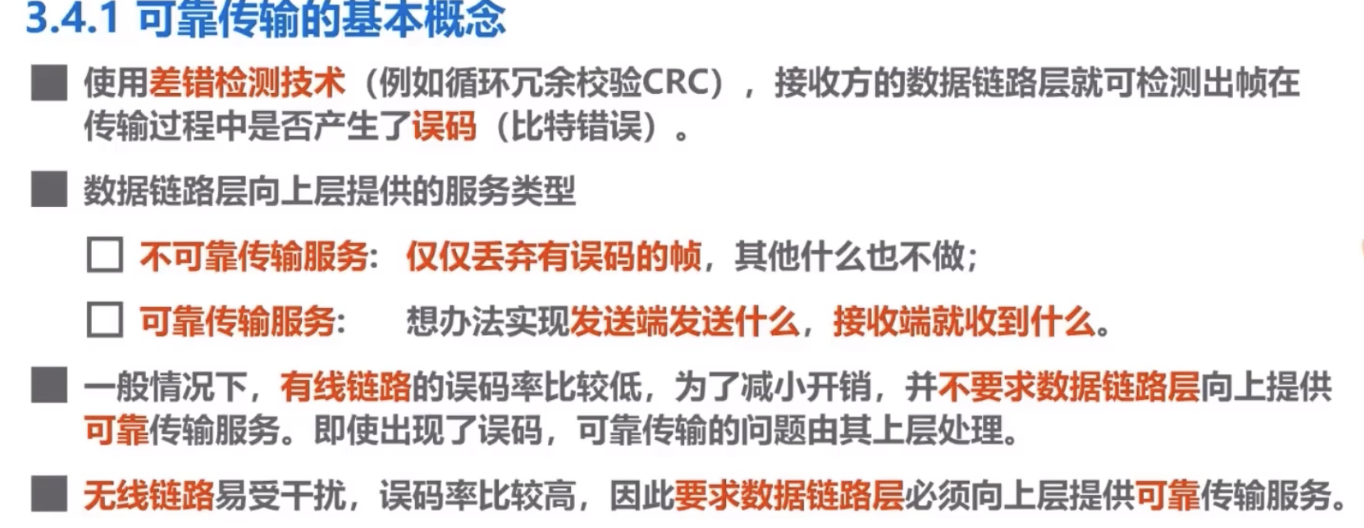 3.4.1 可靠传输的基本概念
使用差错检测技术（例如循环冗余校验CRC），接收方的数据链路层就可检测出帧在
传输过程中是否产生了误码（比特错误）。
数据链路层向上层提供的服务类型
不可靠传输服务：仅仅丢弃有误码的帧，其他什么也不做；
可靠传输服务：想办法实现发送端发送什么，接收端就收到什么。
一般情况下，有线链路的误码率比较低，为了减小开销，并不要求数据链路层向上提供
可靠传输服务。即使出现了误码，可靠传输的问题由其上层处理。
无线链路易受干扰，误码率比较高，因此要求数据链路层必须向上层提供可靠传输服务。